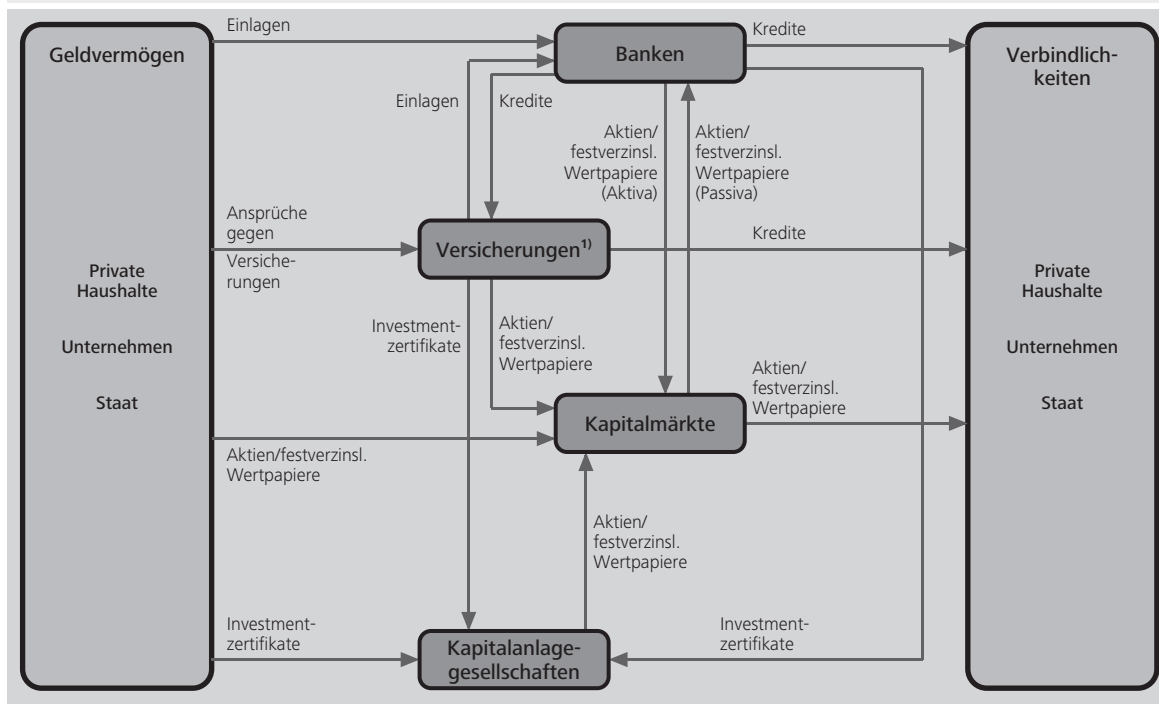 Einlagen
Geldvermögen
Banken
Kredite
Verbindlich-
keiten
Einlagen
Kredite
Aktien/
festverzinsl.
Wertpapiere
(Aktiva)
Aktien/
festverzinsl.
Wertpapiere
(Passiva)
Ansprüche
gegen
Versiche-
rungen
Versicherungen¹⁾
Kredite
Private
Haushalte
Unternehmen
Staat
Private
Haushalte
Unternehmen
Staat
Investment-
zertifikate
Aktien/
festverzinsl.
Wertpapiere
Aktien/
festverzinsl.
Wertpapiere
Kapitalmärkte
Aktien/festverzinsl.
Wertpapiere
Aktien/
festverzinsl.
Wertpapiere
Investment-
zertifikate
Kapitalanlage-
gesellschaften
Investment-
zertifikate